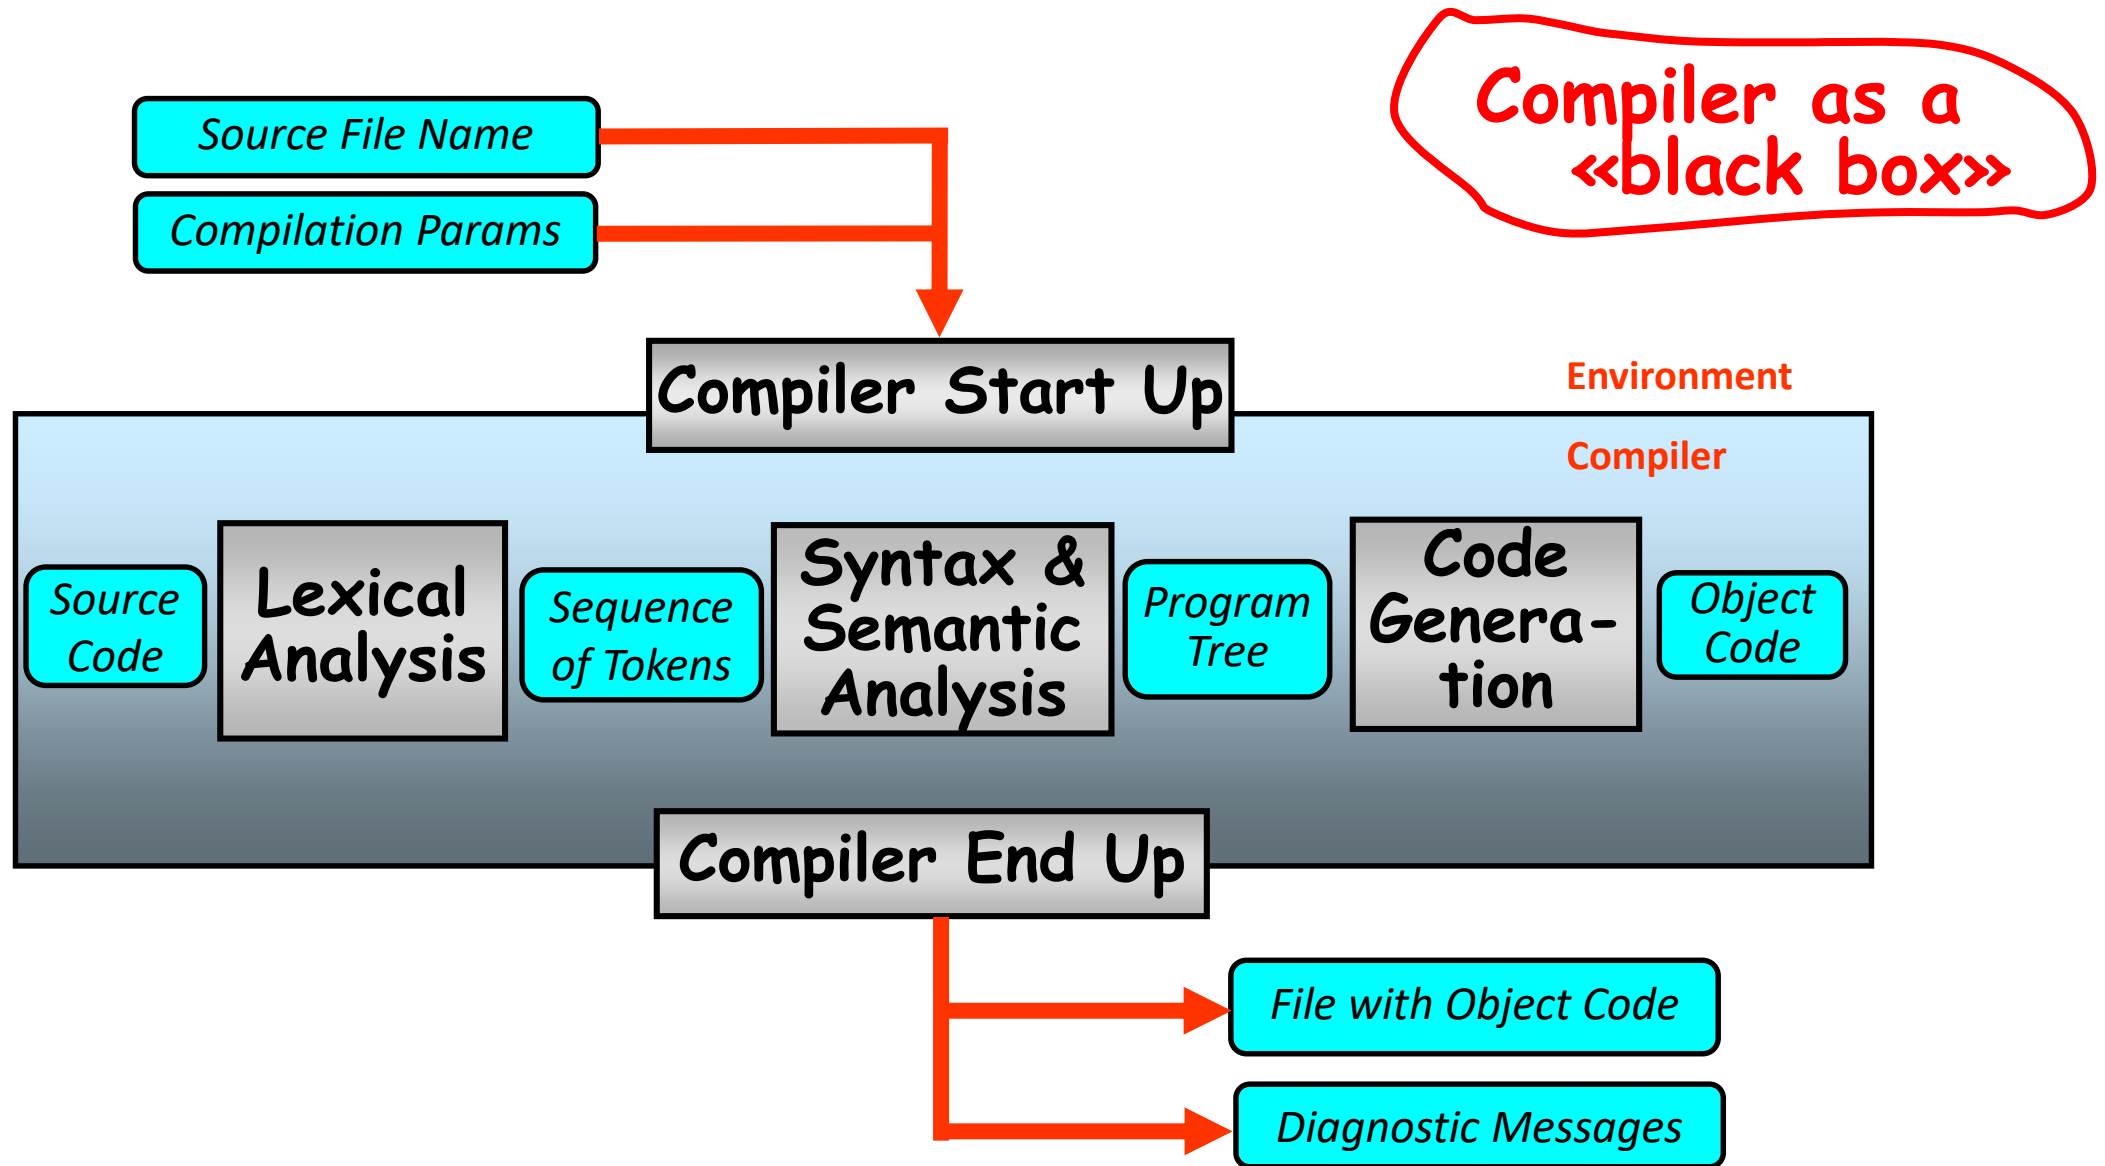 Compiler as a
«black box»
Source File Name
Compilation Params
Compiler Start Up
Environment
Compiler
Source
Code
Lexical
Analysis
Sequence
of Tokens
Syntax &
Semantic
Analysis
Program
Tree
Code
Genera-
tion
Object
Code
Compiler End Up
File with Object Code
Diagnostic Messages